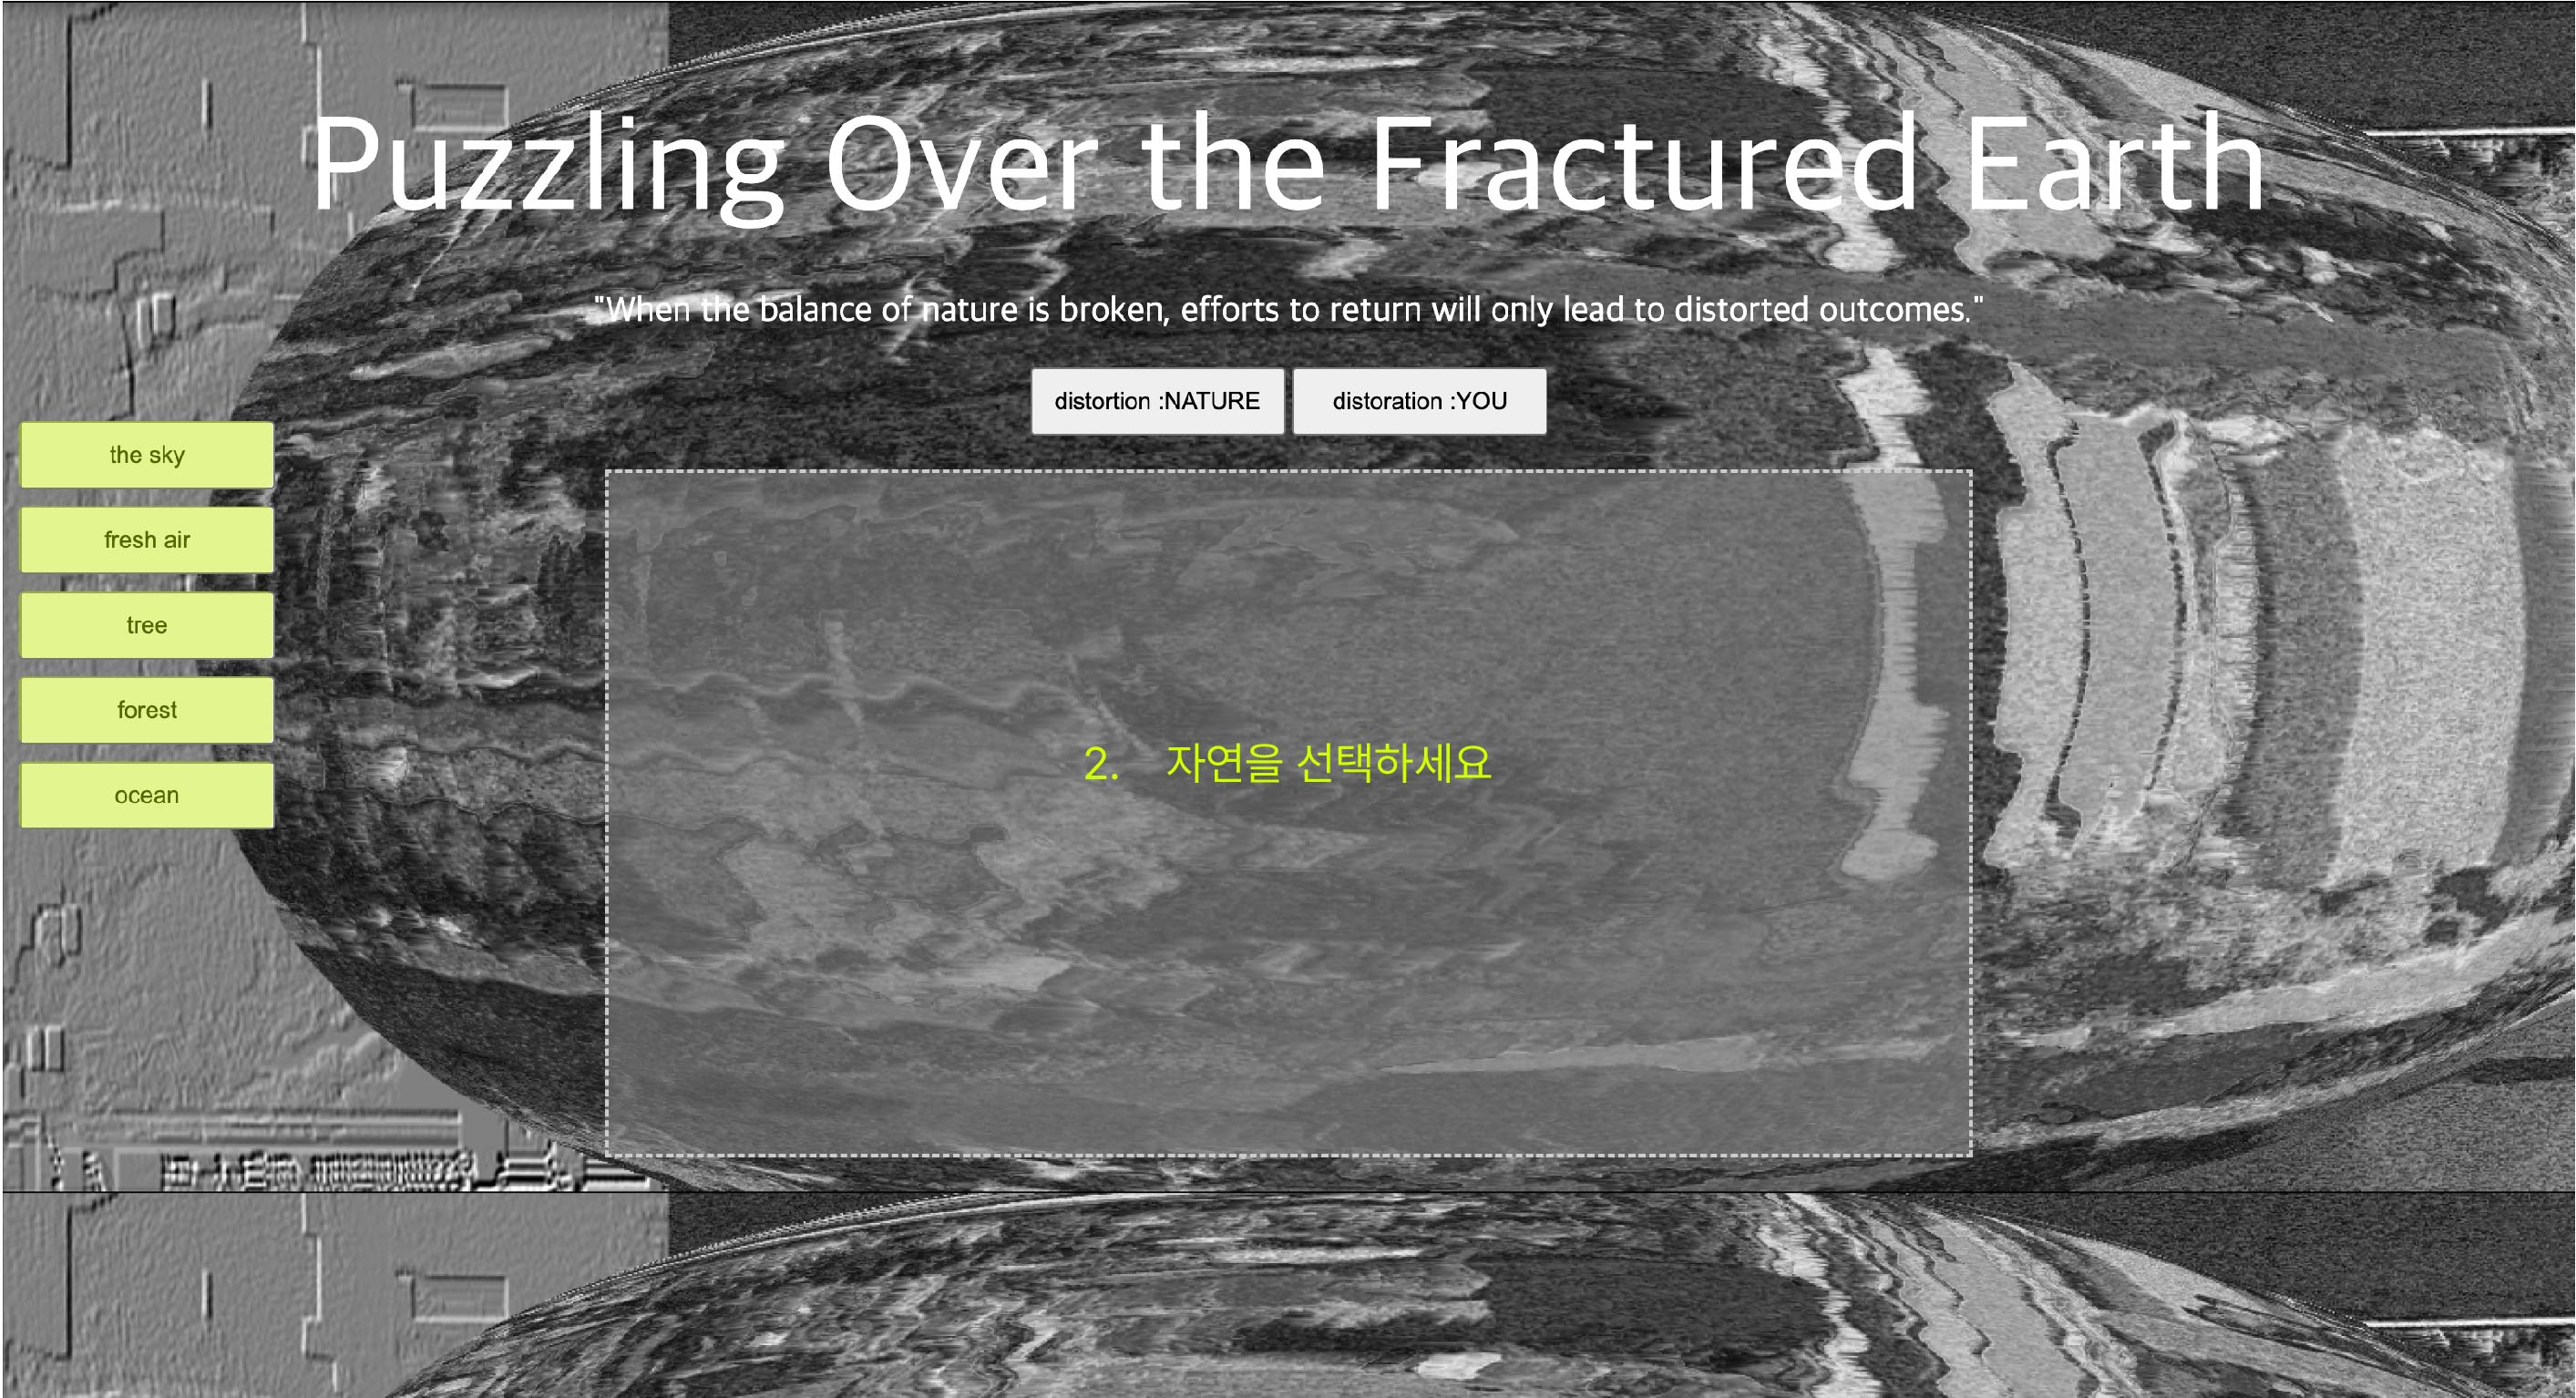 Puzzling Over the Fractured Earth
"When the balance of nature is broken, efforts to return will only lead to distorted outcomes."
distortion :NATURE
distoration :YOU
the sky
fresh air
tree
forest
ocean
2. 자연을 선택하세요